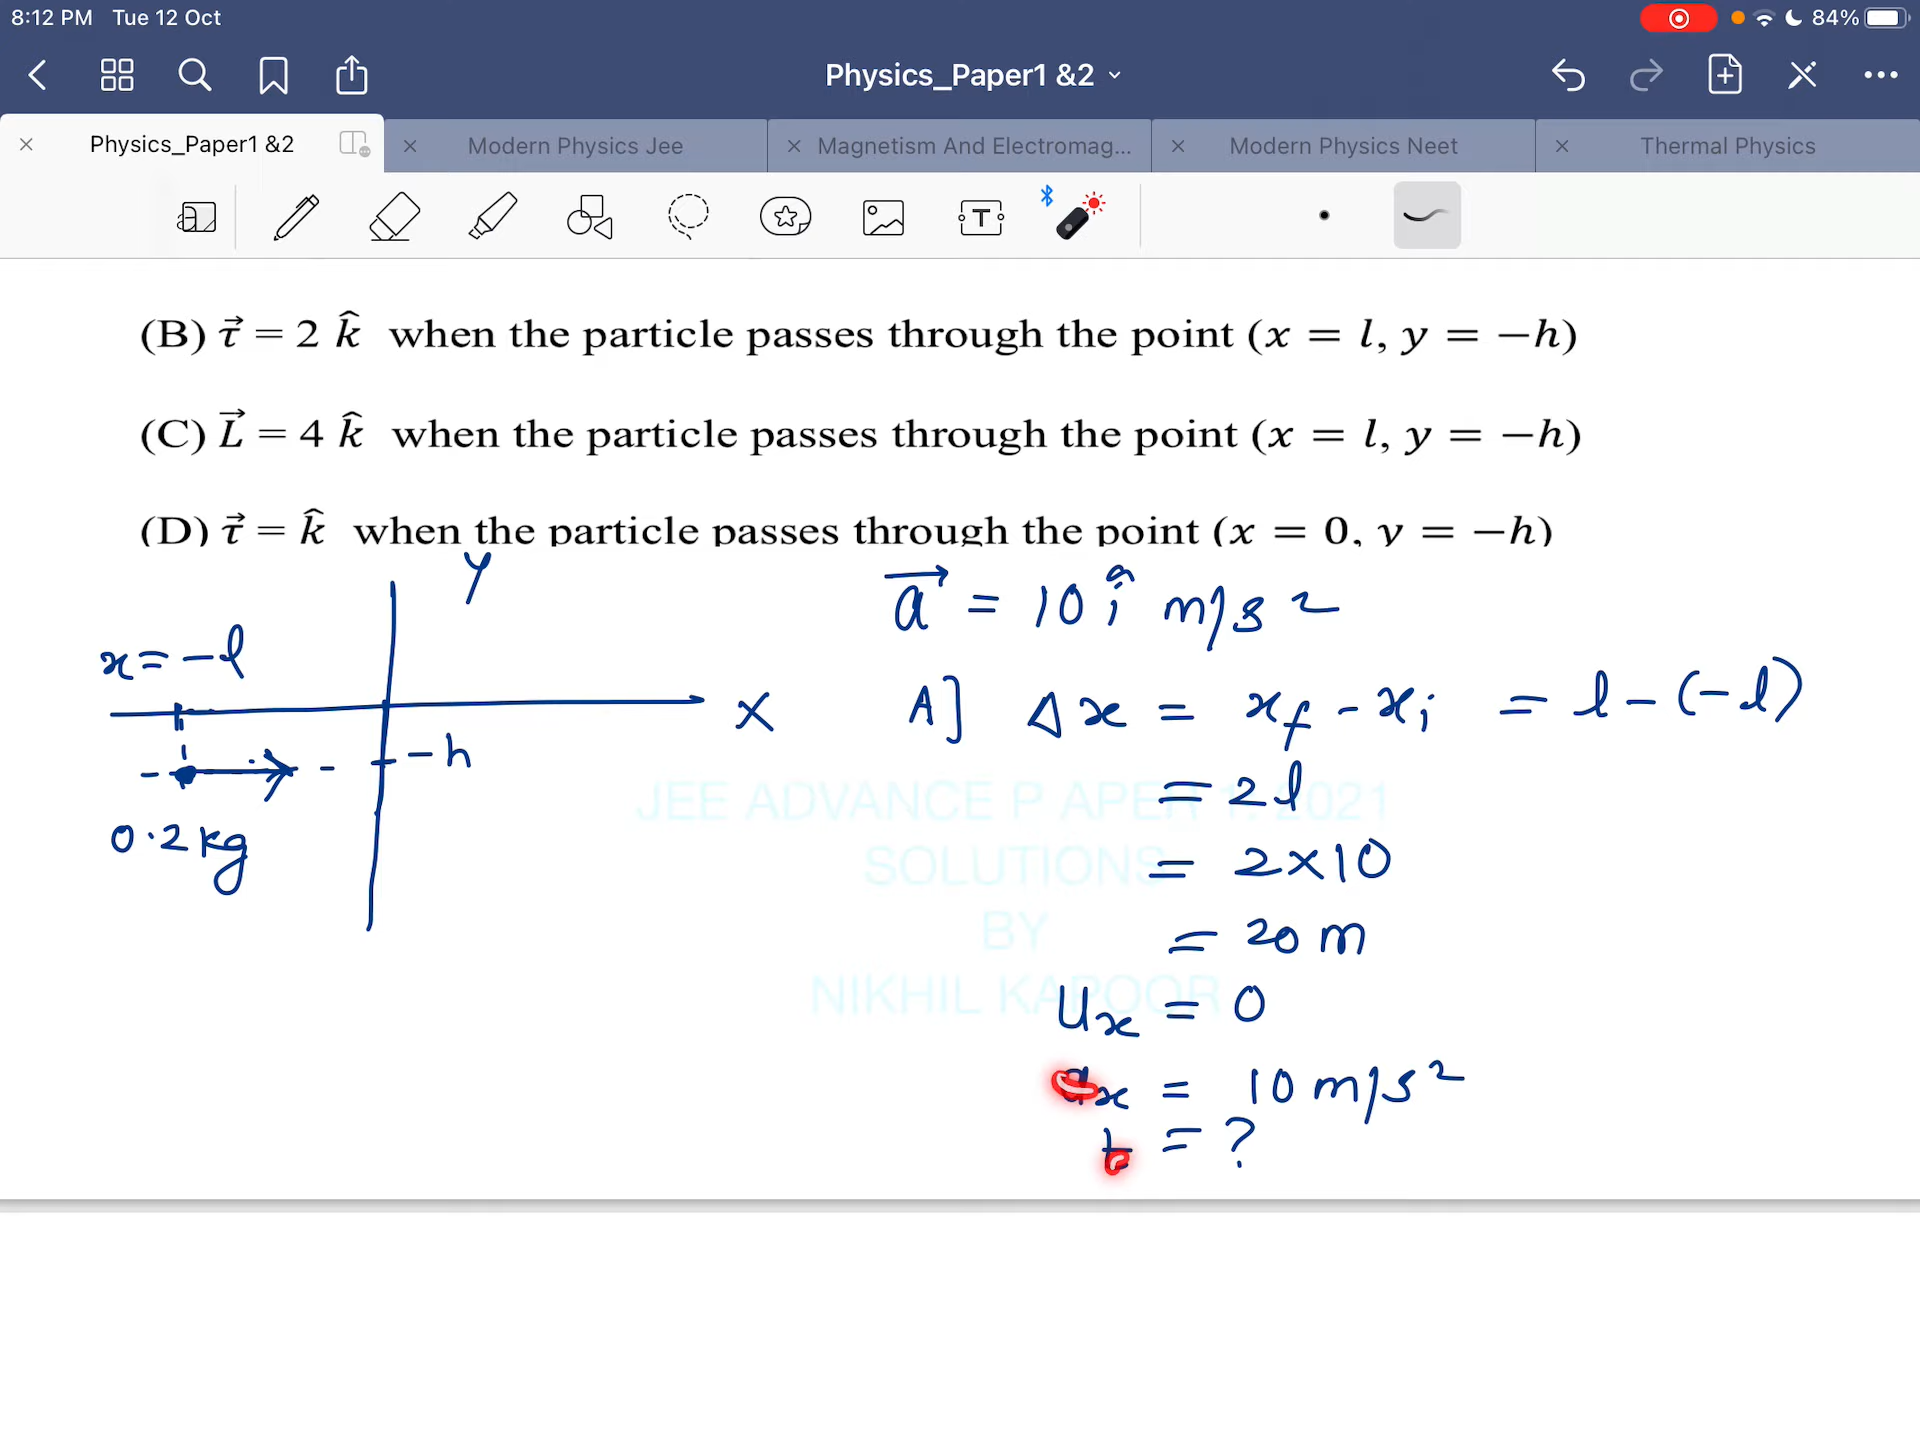 8:12 PM Tue 12 Oct 84%
Physics_Paper1 &2
Physics_Paper1 &2 Modern Physics Jee Magnetism And Electromag... Modern Physics Neet Thermal Physics
(B) τ⃗ = 2 k̂ when the particle passes through the point (x = l, y = −h)
(C) L⃗ = 4 k̂ when the particle passes through the point (x = l, y = −h)
(D) τ⃗ = k̂ when the particle passes through the point (x = 0, y = −h)
y
x = −l
X
−h
0.2 kg
a⃗ = 10 î m/s²
A] Δx = x_f − x_i = l − (−l)
= 2l
= 2×10
= 20 m
u_x = 0
a_x = 10 m/s²
t = ?
JEE ADVANCE P APER 1. 2021
SOLUTIONS
BY
NIKHIL KAPOOR